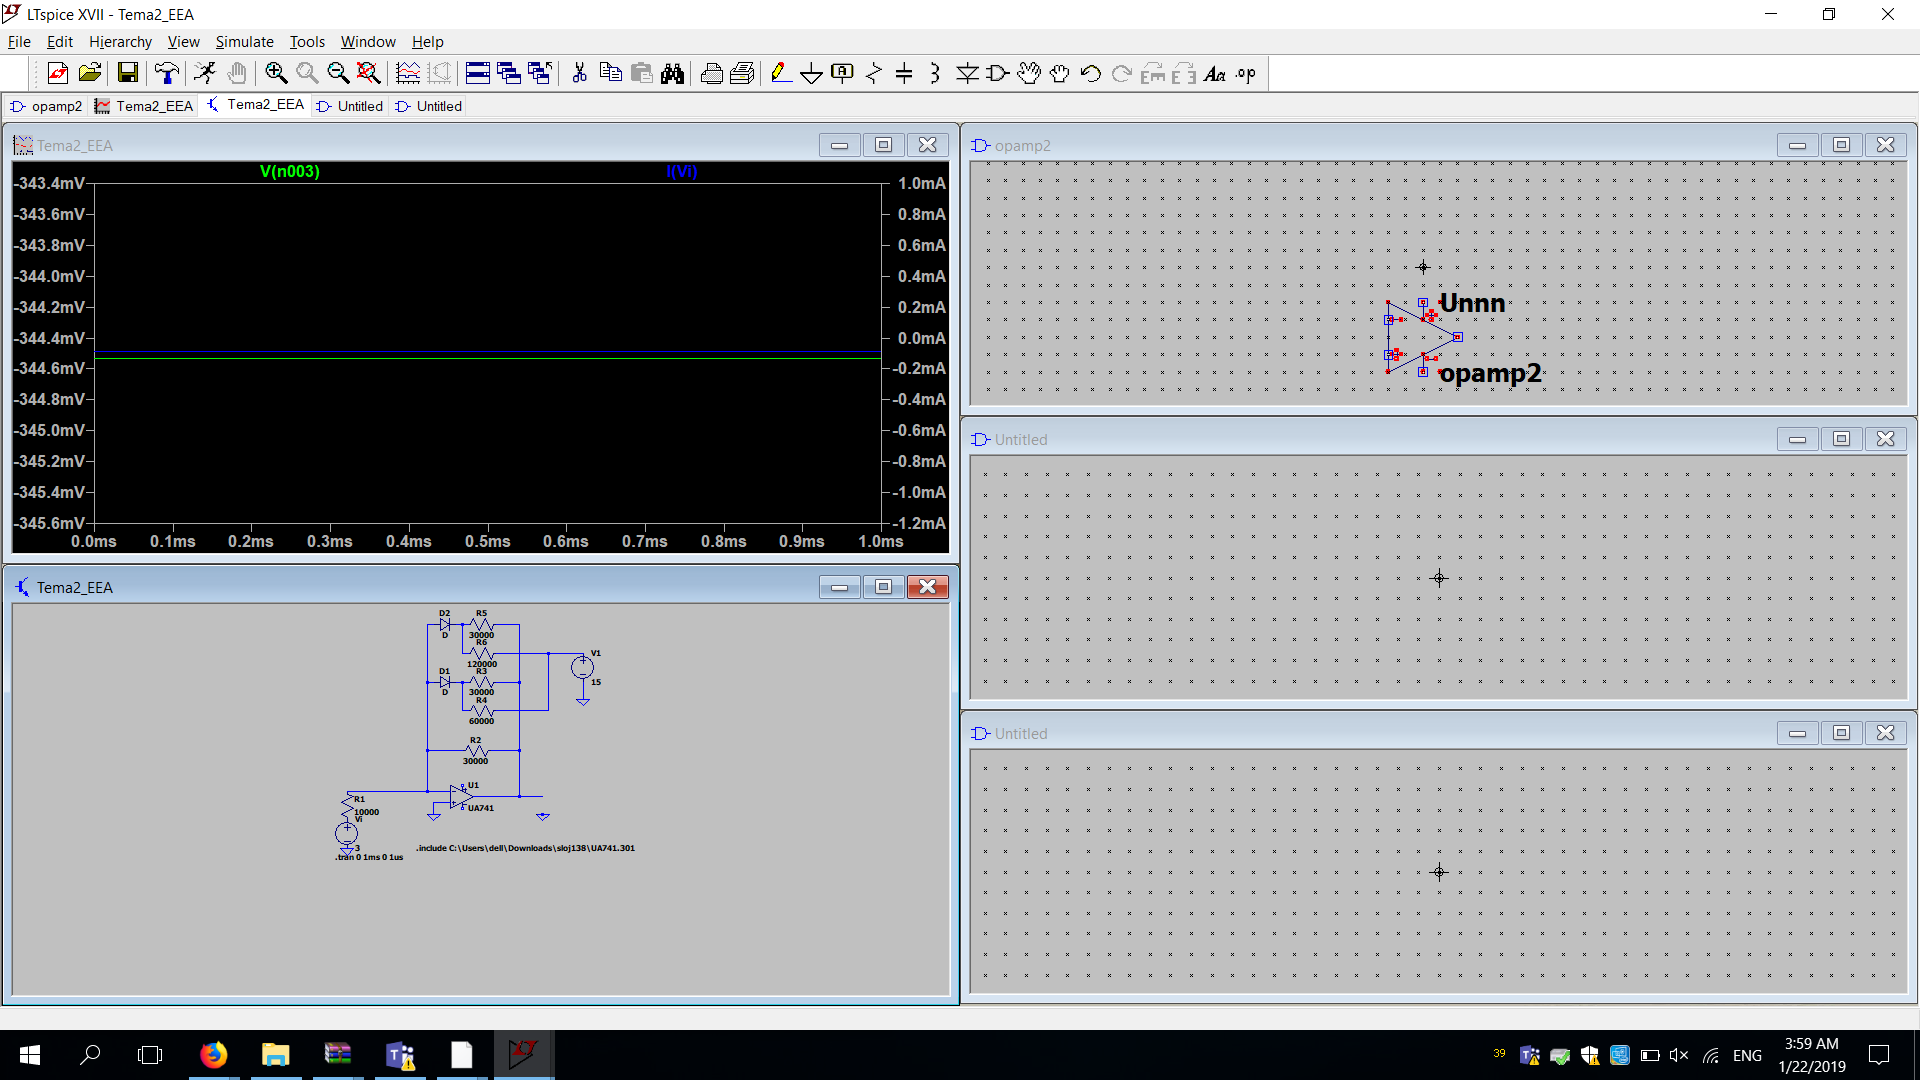 LTspice XVII - Tema2_EEA
File Edit Hierarchy View Simulate Tools Window Help
Aa .op
opamp2 Tema2_EEA Tema2_EEA Untitled Untitled
Tema2_EEA
V(n003) I(Vi)
-343.4mV 1.0mA
-343.6mV 0.8mA
-343.8mV 0.6mA
-344.0mV 0.4mA
-344.2mV 0.2mA
-344.4mV 0.0mA
-344.6mV -0.2mA
-344.8mV -0.4mA
-345.0mV -0.6mA
-345.2mV -0.8mA
-345.4mV -1.0mA
-345.6mV -1.2mA
0.0ms 0.1ms 0.2ms 0.3ms 0.4ms 0.5ms 0.6ms 0.7ms 0.8ms 0.9ms 1.0ms
opamp2
Unnn
opamp2
Untitled
Untitled
Tema2_EEA
D2 R5
D 30000
R6 V1
120000
D1 R3 15
D 30000
R4
60000
R2
30000
U1
UA741
R1
10000
Vi
3
.tran 0 1ms 0 1us
.include C:\Users\dell\Downloads\sloj138\UA741.301
39 ENG 3:59 AM
1/22/2019